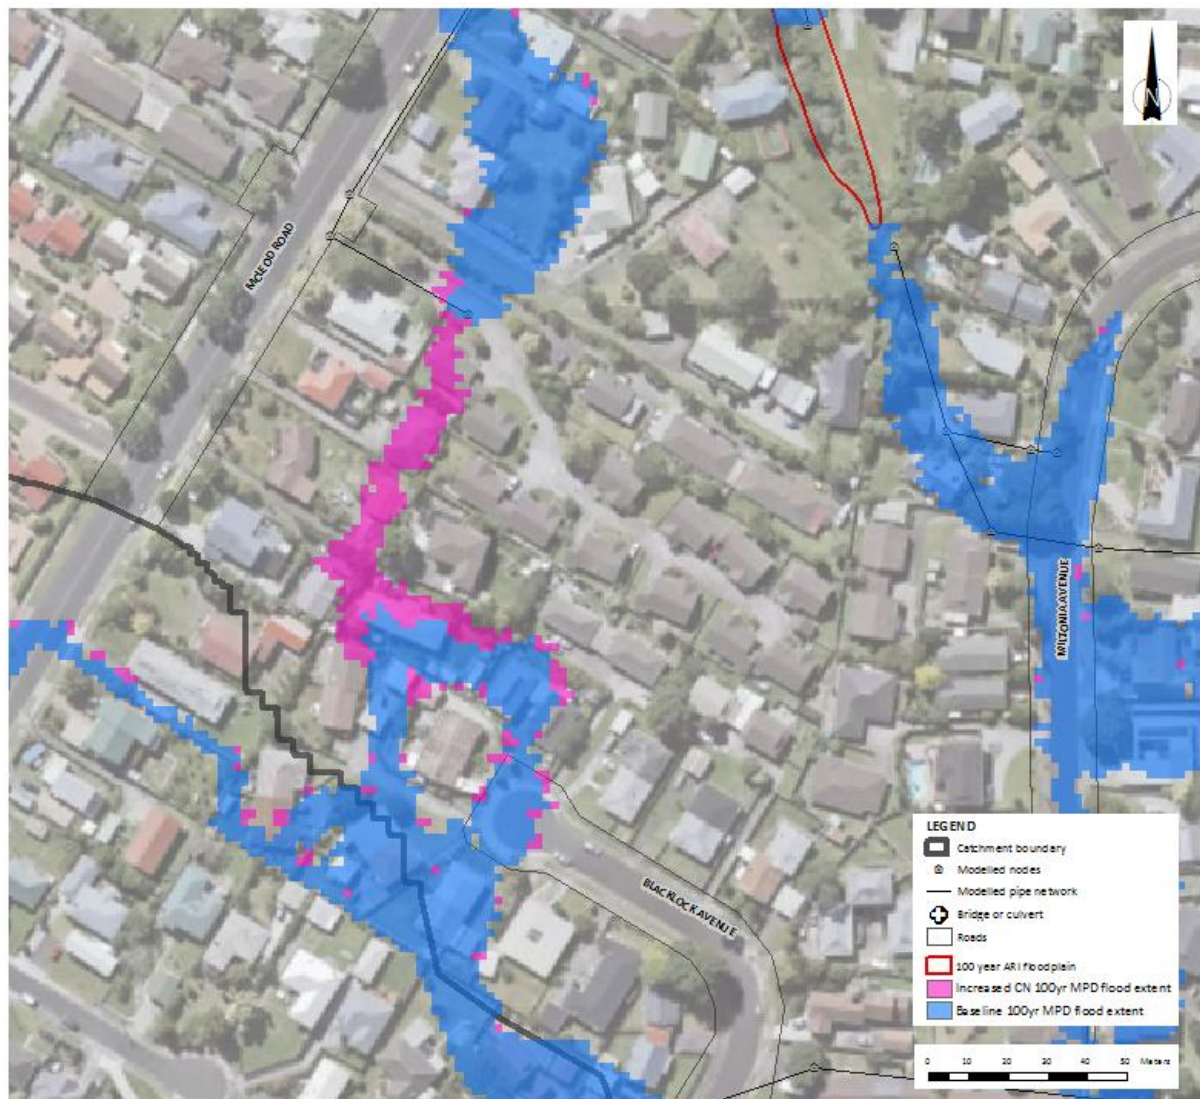 N
McLEOD ROAD
MILTONIA AVENUE
BLACKLOCK AVENUE
LEGEND
Catchment boundary
Modelled nodes
Modelled pipe network
Bridge or culvert
Roads
100 year ARI floodplain
Increased CN 100yr MPD flood extent
Baseline 100yr MPD flood extent
0 10 20 30 40 50 Meters